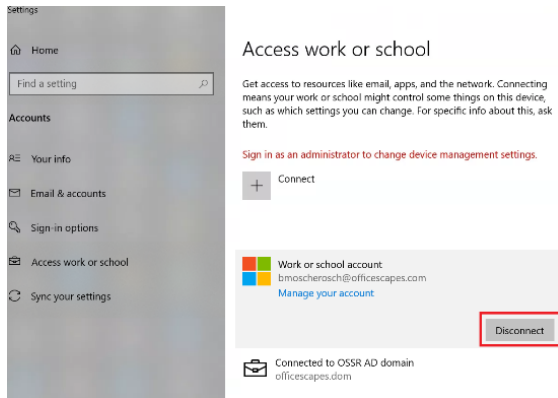 Settings
Home
Find a setting
Accounts
Your info
Email & accounts
Sign-in options
Access work or school
Sync your settings
Access work or school
Get access to resources like email, apps, and the network. Connecting
means your work or school might control some things on this device,
such as which settings you can change. For specific info about this, ask
them.
Sign in as an administrator to change device management settings.
Connect
Work or school account
bmoscherosch@officescapes.com
Manage your account
Disconnect
Connected to OSSR AD domain
officescapes.dom